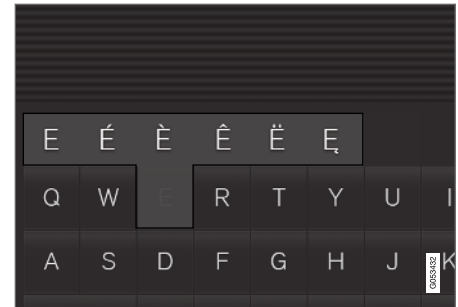 E É È Ê Ë Ę
Q W E R T Y U I
A S D F G H J K
G053432